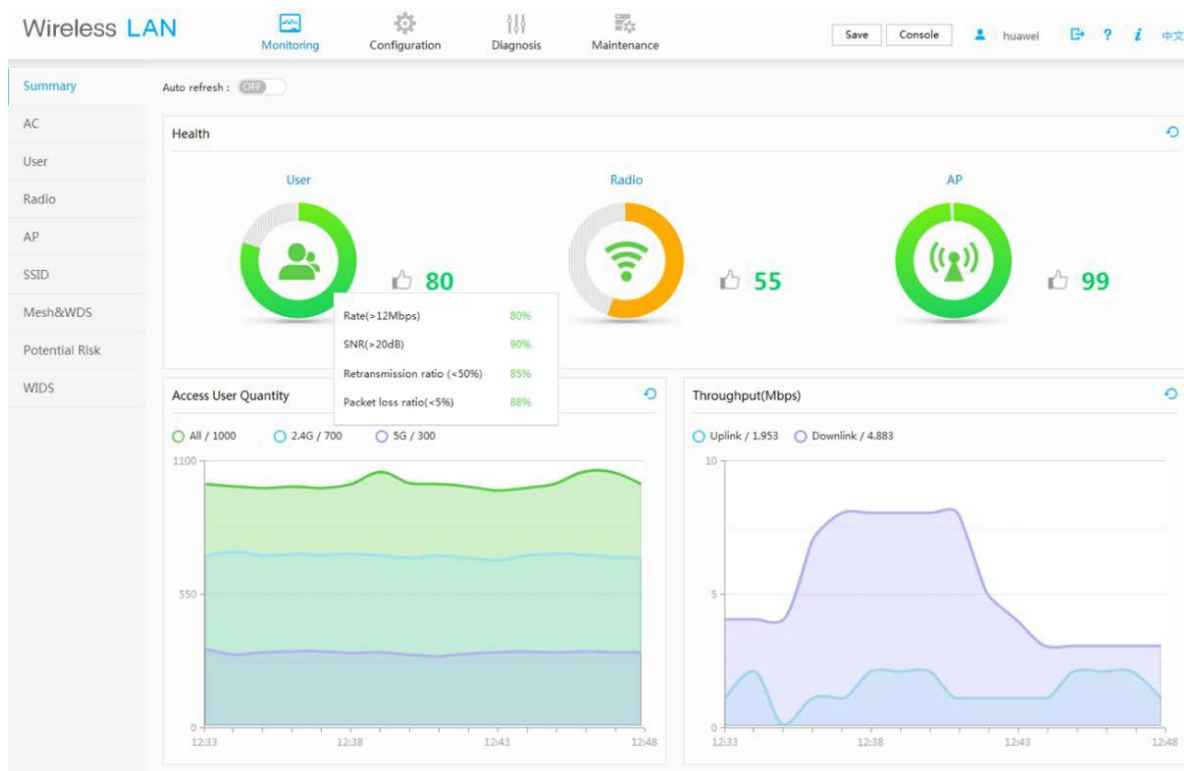 Wireless LAN
Monitoring
Configuration
Diagnosis
Maintenance
Save
Console
huawei
?
i
中文
Summary
AC
User
Radio
AP
SSID
Mesh&WDS
Potential Risk
WIDS
Auto refresh : OFF
Health
User
Radio
AP
80
55
99
Rate(>12Mbps) 80%
SNR(>20dB) 90%
Retransmission ratio (<50%) 85%
Packet loss ratio(<5%) 88%
Access User Quantity
All / 1000 2.4G / 700 5G / 300
1100
550
0
12:33 12:38 12:43 12:48
Throughput(Mbps)
Uplink / 1.953 Downlink / 4.883
10
5
0
12:33 12:38 12:43 12:48